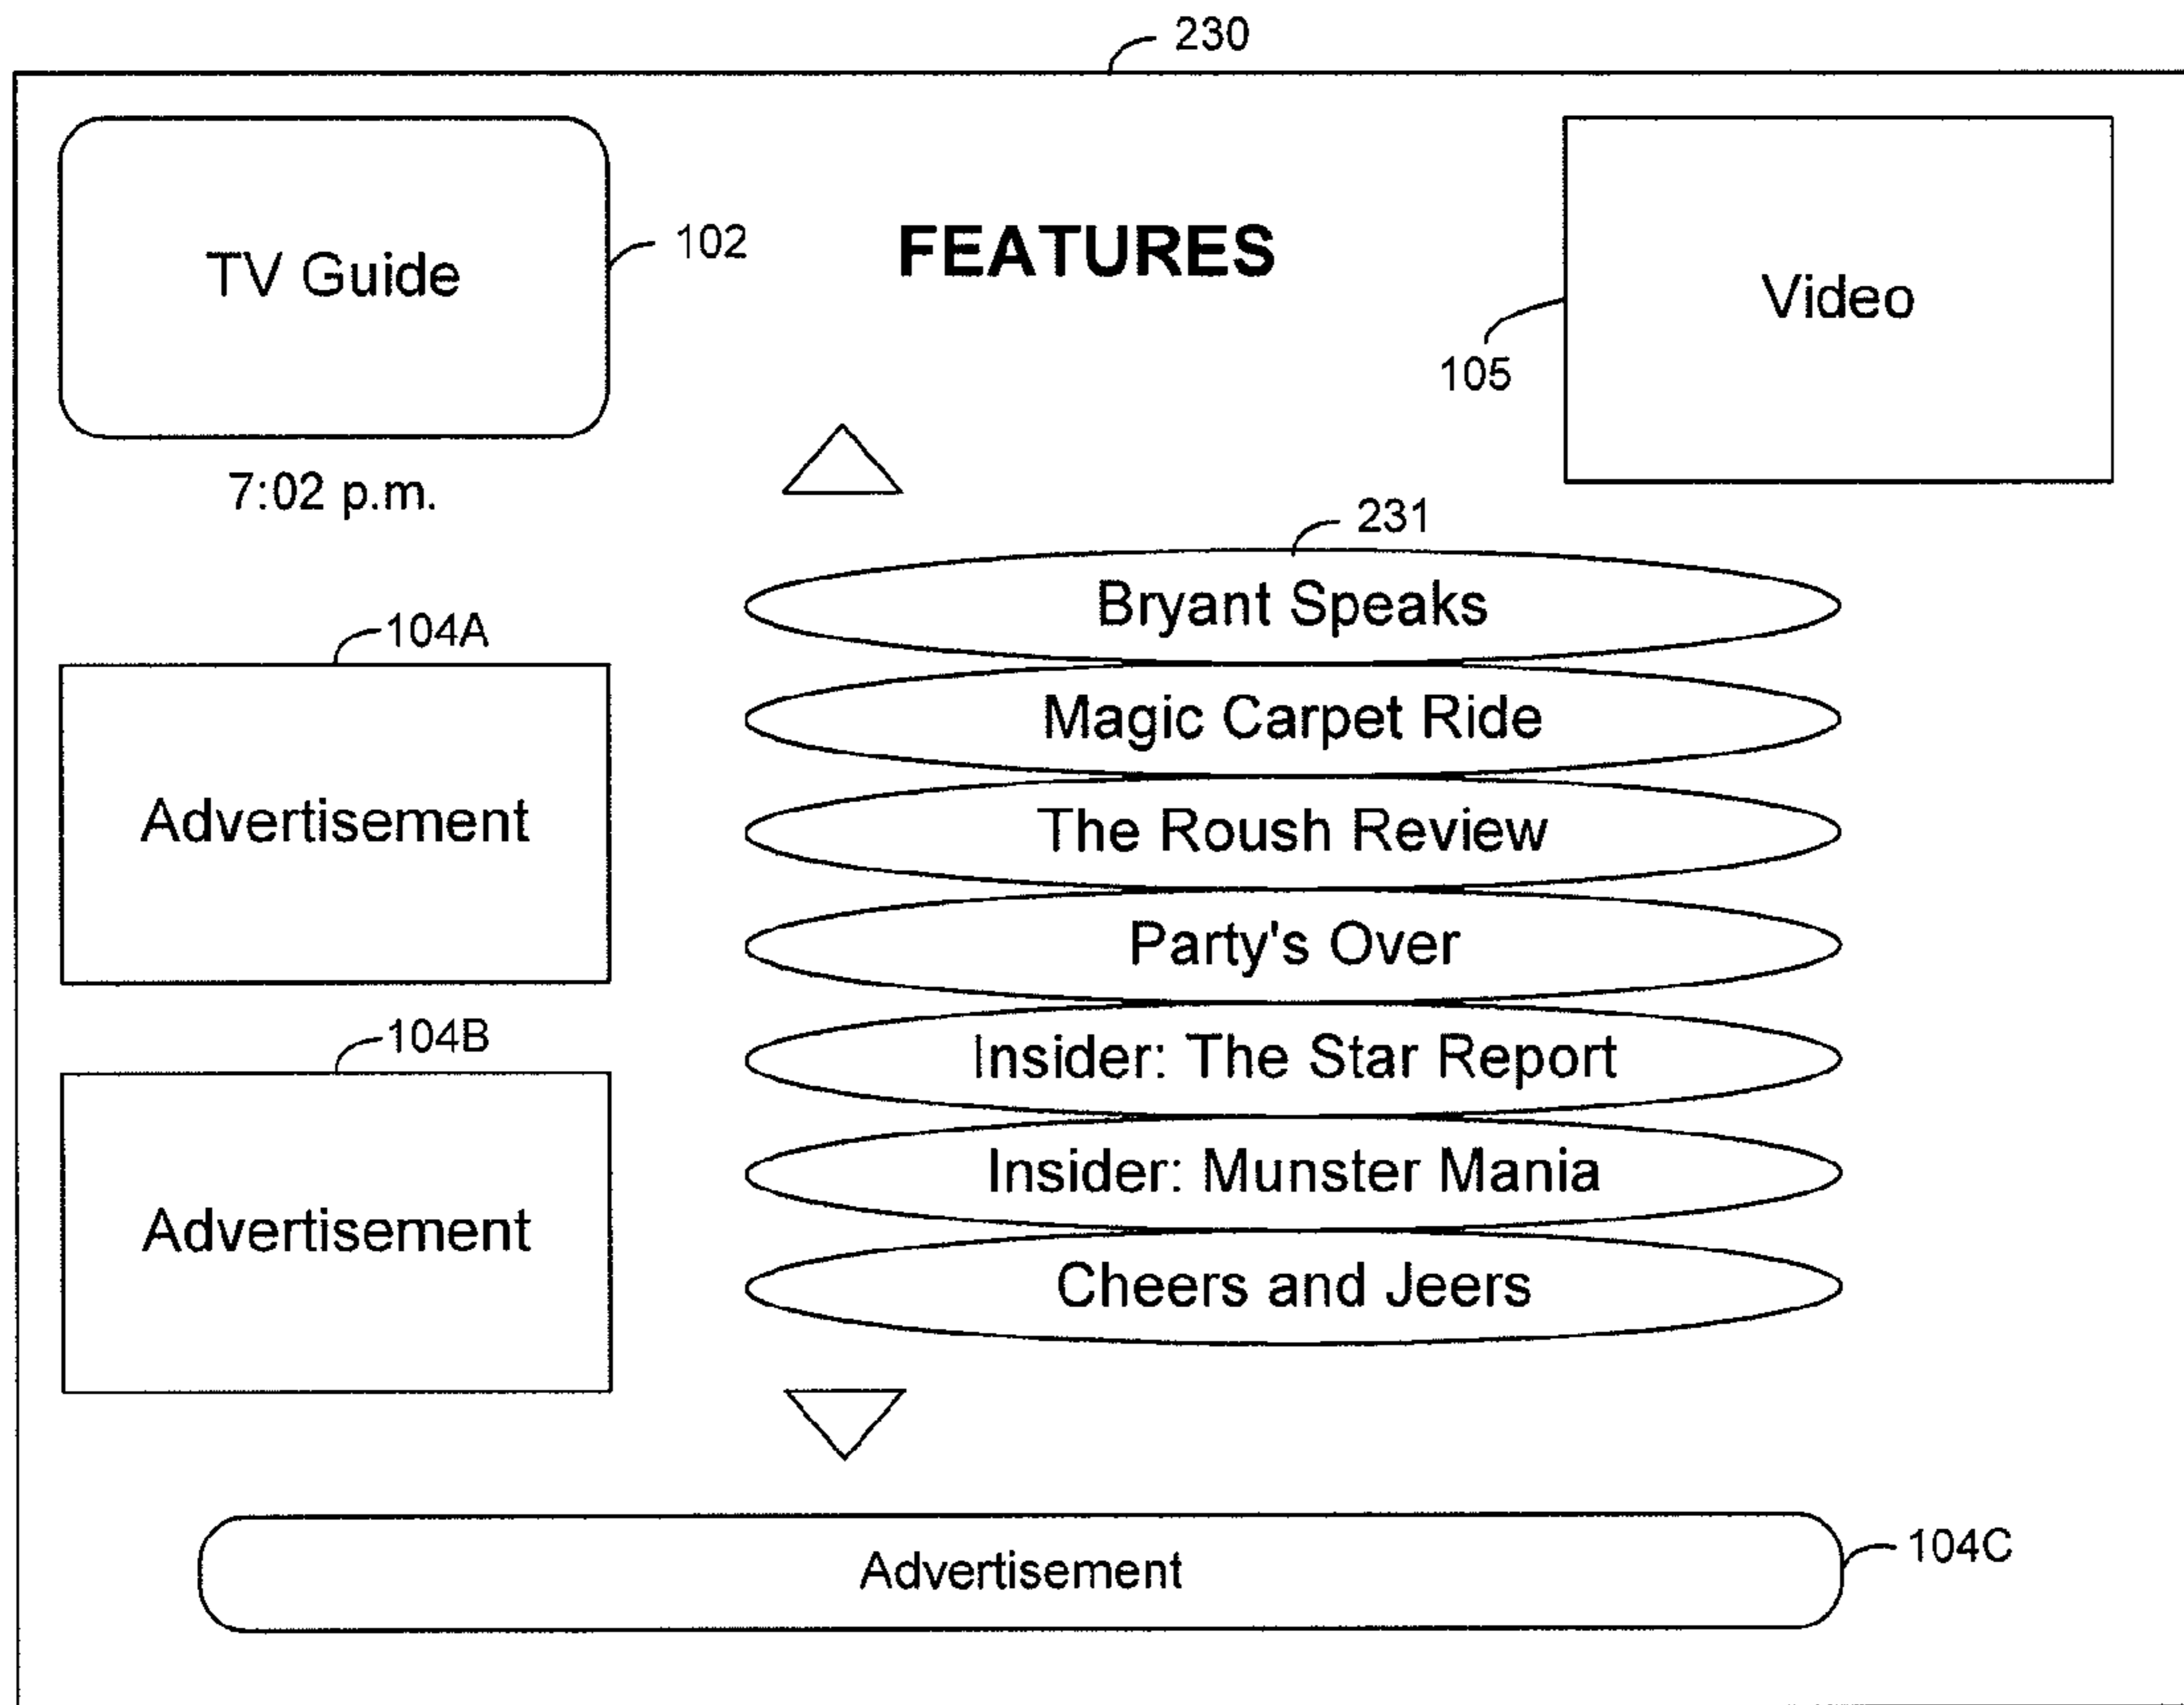 230
TV Guide
102
FEATURES
Video
105
7:02 p.m.
231
Bryant Speaks
Magic Carpet Ride
The Roush Review
Party's Over
Insider: The Star Report
Insider: Munster Mania
Cheers and Jeers
104A
Advertisement
104B
Advertisement
Advertisement
104C